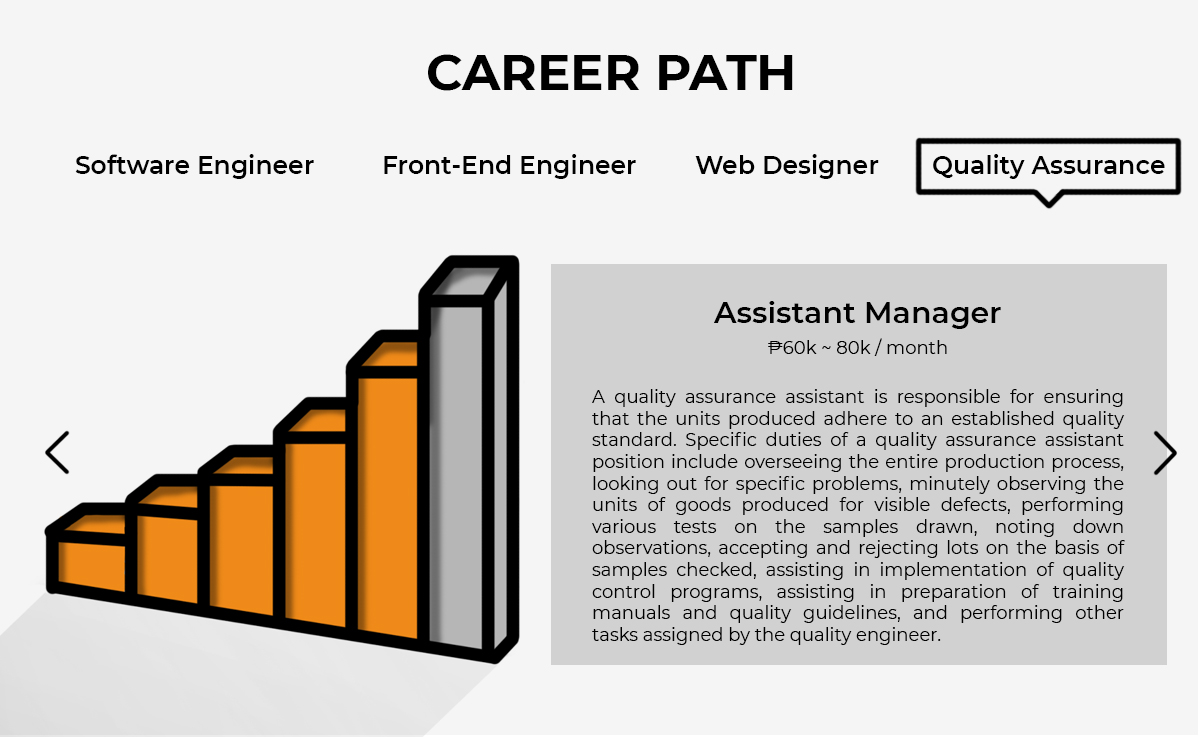 CAREER PATH
Software Engineer
Front-End Engineer
Web Designer
Quality Assurance
Assistant Manager
₱60k ~ 80k / month
A quality assurance assistant is responsible for ensuring
that the units produced adhere to an established quality
standard. Specific duties of a quality assurance assistant
position include overseeing the entire production process,
looking out for specific problems, minutely observing the
units of goods produced for visible defects, performing
various tests on the samples drawn, noting down
observations, accepting and rejecting lots on the basis of
samples checked, assisting in implementation of quality
control programs, assisting in preparation of training
manuals and quality guidelines, and performing other
tasks assigned by the quality engineer.